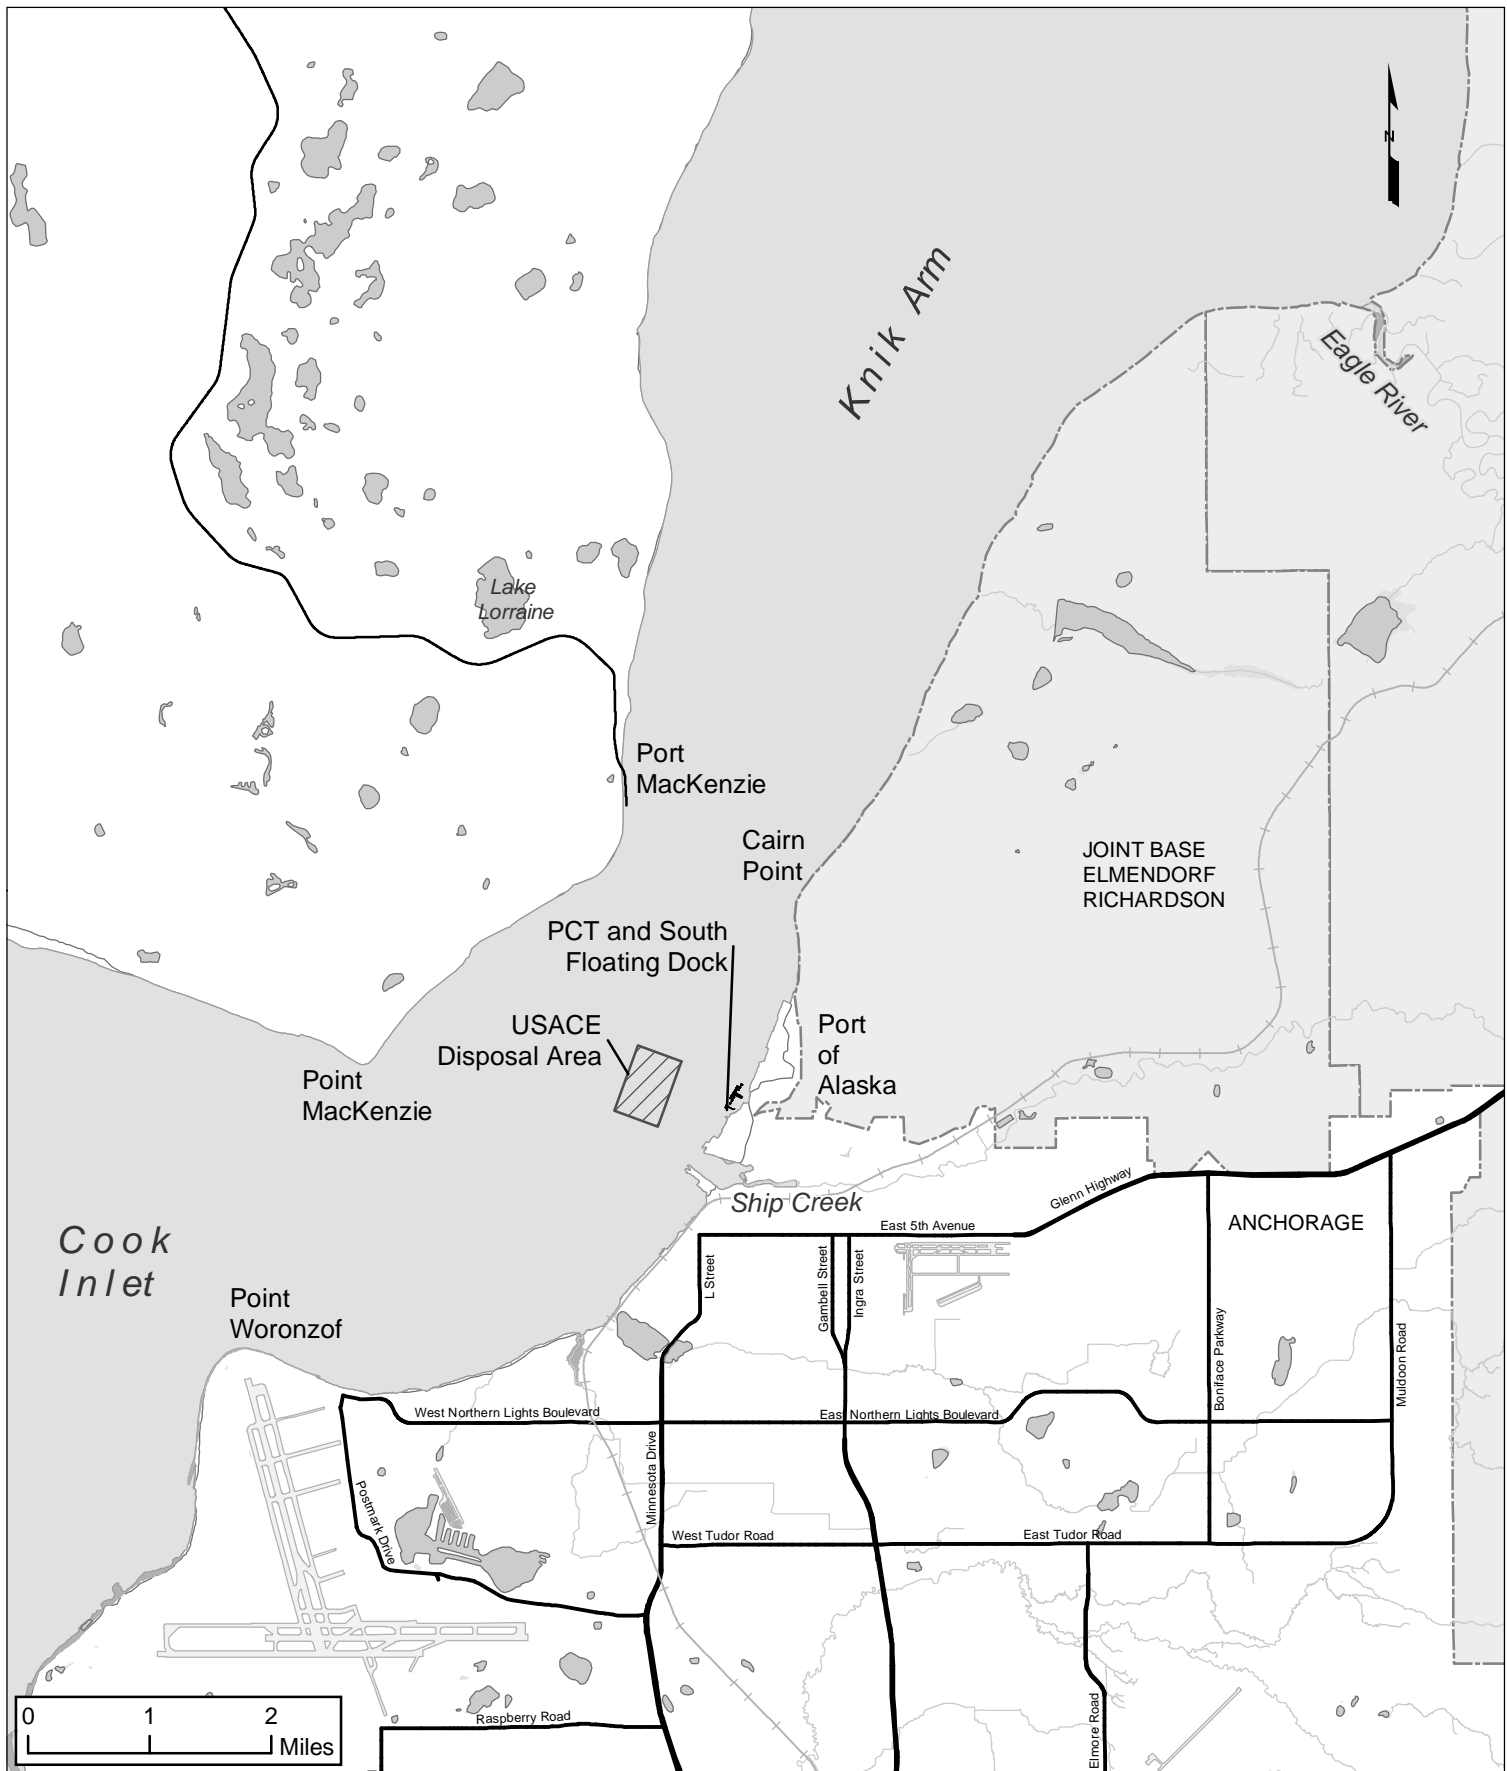 N
Knik Arm
Eagle River
Lake
Lorraine
Port
MacKenzie
Cairn
Point
JOINT BASE
ELMENDORF
RICHARDSON
PCT and South
Floating Dock
USACE
Disposal Area
Port
of
Alaska
Point
MacKenzie
Ship Creek
Glenn Highway
East 5th Avenue
ANCHORAGE
Cook
Inlet
L Street
Gambell Street
Ingra Street
Point
Woronzof
Boniface Parkway
Muldoon Road
West Northern Lights Boulevard
East Northern Lights Boulevard
Minnesota Drive
Postmark Drive
West Tudor Road
East Tudor Road
Elmore Road
Raspberry Road
0 1 2
Miles